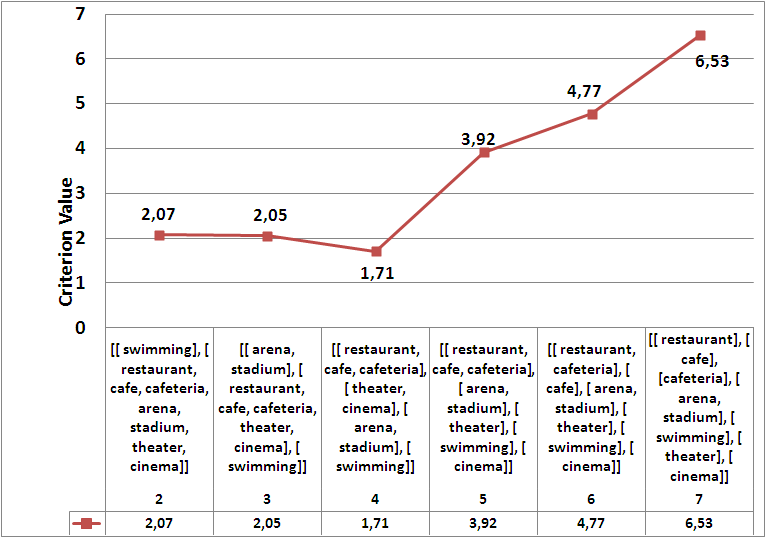 7
6
5
4
3
2
1
0
Criterion Value
2,07
2,05
1,71
3,92
4,77
6,53
[[ swimming], [
restaurant,
cafe, cafeteria,
arena,
stadium,
theater,
cinema]]
2
[[ arena,
stadium], [
restaurant,
cafe, cafeteria,
theater,
cinema], [
swimming]]
3
[[ restaurant,
cafe, cafeteria],
[ theater,
cinema], [
arena,
stadium], [
swimming]]
4
[[ restaurant,
cafe, cafeteria],
[ arena,
stadium], [
theater], [
swimming], [
cinema]]
5
[[ restaurant,
cafeteria], [
cafe], [ arena,
stadium], [
theater], [
swimming], [
cinema]]
6
[[ restaurant], [
cafe],
[cafeteria], [
arena,
stadium], [
swimming], [
theater], [
cinema]]
7
2,07 2,05 1,71 3,92 4,77 6,53